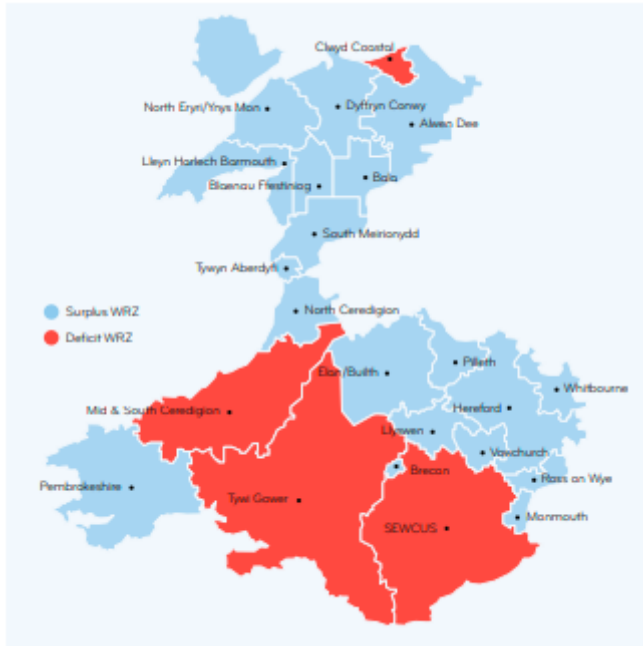 Clwyd Coastal
North Eryri/Ynys Mon
Dyffryn Conwy
Alwen Dee
Lleyn Harlech Barmouth
Blaenau Ffestiniog
Bala
South Meirionydd
Tywyn Aberdyfi
North Ceredigion
Surplus WRZ
Deficit WRZ
Elan/Builth
Pilleth
Whitbourne
Mid & South Ceredigion
Hereford
Llyswen
Vowchurch
Brecon
Ross on Wye
Pembrokeshire
Tywi Gower
Monmouth
SEWCUS